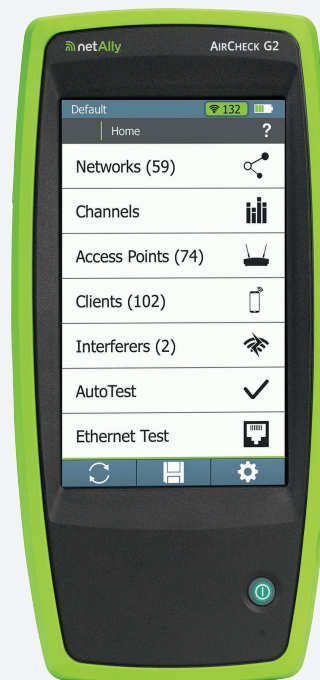 netAlly AIRCHECK G2
Default 132
Home ?
Networks (59)
Channels
Access Points (74)
Clients (102)
Interferers (2)
AutoTest
Ethernet Test